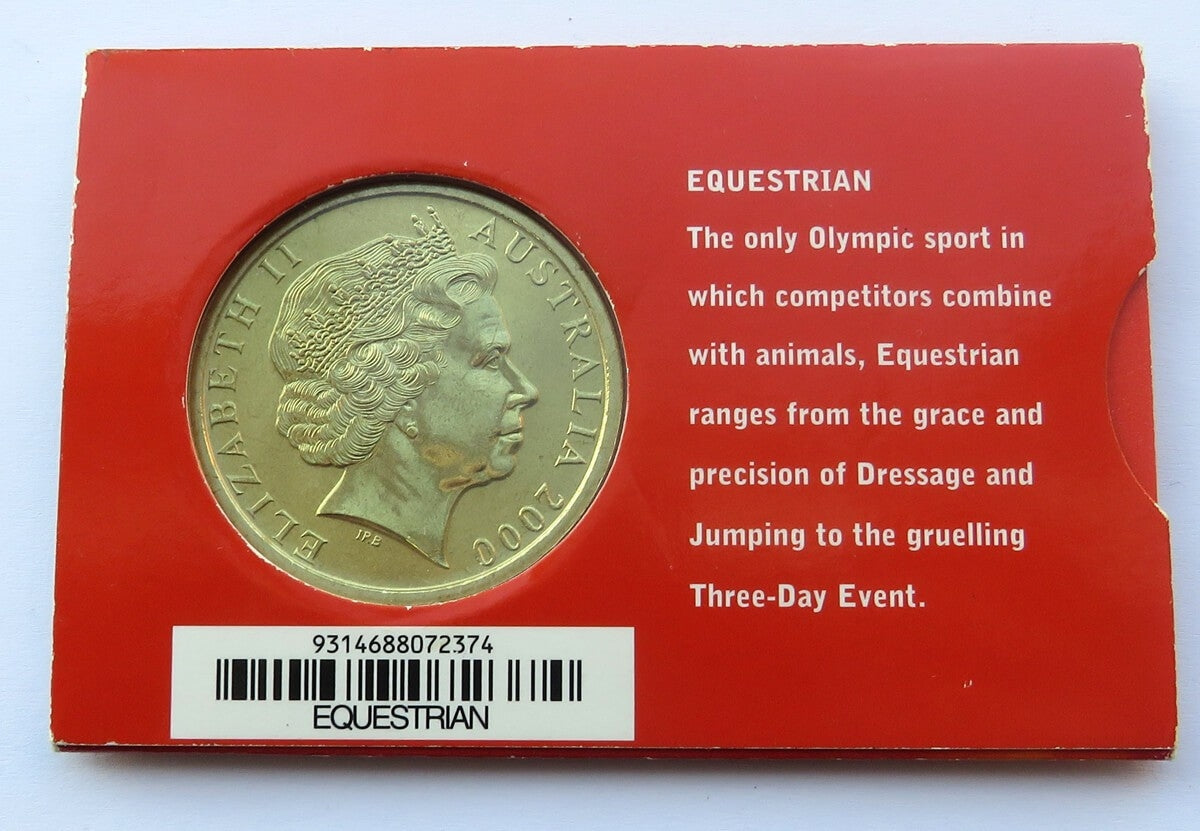 ELIZABETH II AUSTRALIA 2000
IRB
EQUESTRIAN
The only Olympic sport in
which competitors combine
with animals, Equestrian
ranges from the grace and
precision of Dressage and
Jumping to the gruelling
Three-Day Event.
9314688072374
EQUESTRIAN